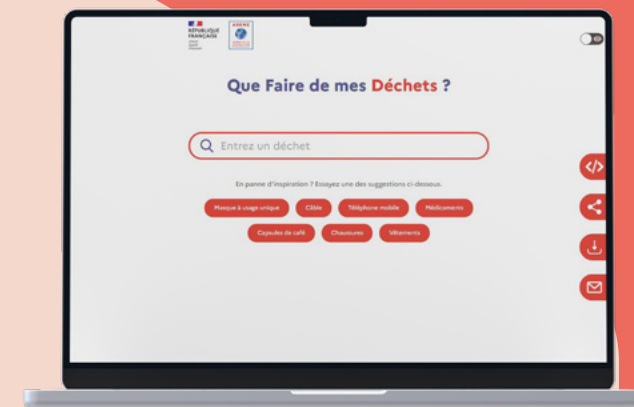 RÉPUBLIQUE
FRANÇAISE
ADEME
Que Faire de mes Déchets ?
Entrez un déchet
En panne d'inspiration ? Essayez une des suggestions ci-dessous.
Masque à usage unique Câble Téléphone mobile Médicaments
Capsules de café Chaussures Vêtements